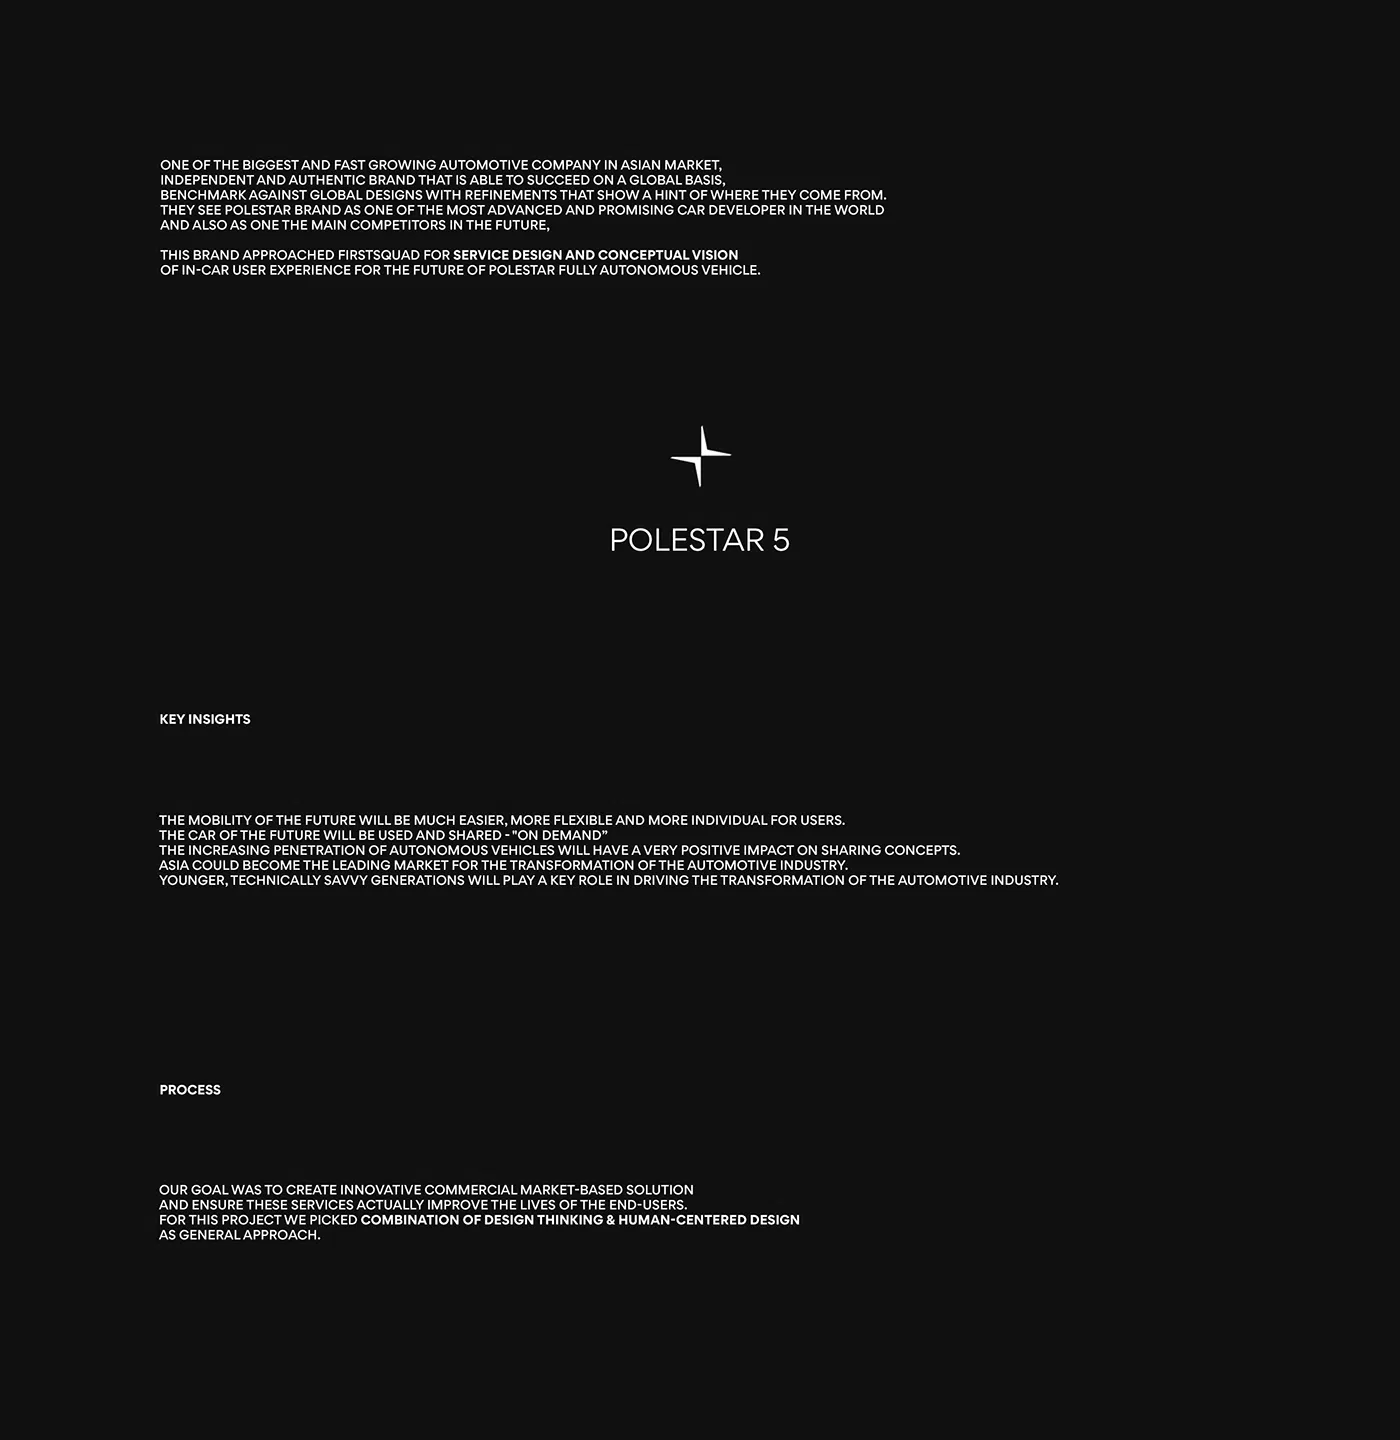 ONE OF THE BIGGEST AND FAST GROWING AUTOMOTIVE COMPANY IN ASIAN MARKET,
INDEPENDENT AND AUTHENTIC BRAND THAT IS ABLE TO SUCCEED ON A GLOBAL BASIS,
BENCHMARK AGAINST GLOBAL DESIGNS WITH REFINEMENTS THAT SHOW A HINT OF WHERE THEY COME FROM.
THEY SEE POLESTAR BRAND AS ONE OF THE MOST ADVANCED AND PROMISING CAR DEVELOPER IN THE WORLD
AND ALSO AS ONE THE MAIN COMPETITORS IN THE FUTURE,
THIS BRAND APPROACHED FIRSTSQUAD FOR SERVICE DESIGN AND CONCEPTUAL VISION
OF IN-CAR USER EXPERIENCE FOR THE FUTURE OF POLESTAR FULLY AUTONOMOUS VEHICLE.
POLESTAR 5
KEY INSIGHTS
THE MOBILITY OF THE FUTURE WILL BE MUCH EASIER, MORE FLEXIBLE AND MORE INDIVIDUAL FOR USERS.
THE CAR OF THE FUTURE WILL BE USED AND SHARED - "ON DEMAND”
THE INCREASING PENETRATION OF AUTONOMOUS VEHICLES WILL HAVE A VERY POSITIVE IMPACT ON SHARING CONCEPTS.
ASIA COULD BECOME THE LEADING MARKET FOR THE TRANSFORMATION OF THE AUTOMOTIVE INDUSTRY.
YOUNGER, TECHNICALLY SAVVY GENERATIONS WILL PLAY A KEY ROLE IN DRIVING THE TRANSFORMATION OF THE AUTOMOTIVE INDUSTRY.
PROCESS
OUR GOAL WAS TO CREATE INNOVATIVE COMMERCIAL MARKET-BASED SOLUTION
AND ENSURE THESE SERVICES ACTUALLY IMPROVE THE LIVES OF THE END-USERS.
FOR THIS PROJECT WE PICKED COMBINATION OF DESIGN THINKING & HUMAN-CENTERED DESIGN
AS GENERAL APPROACH.